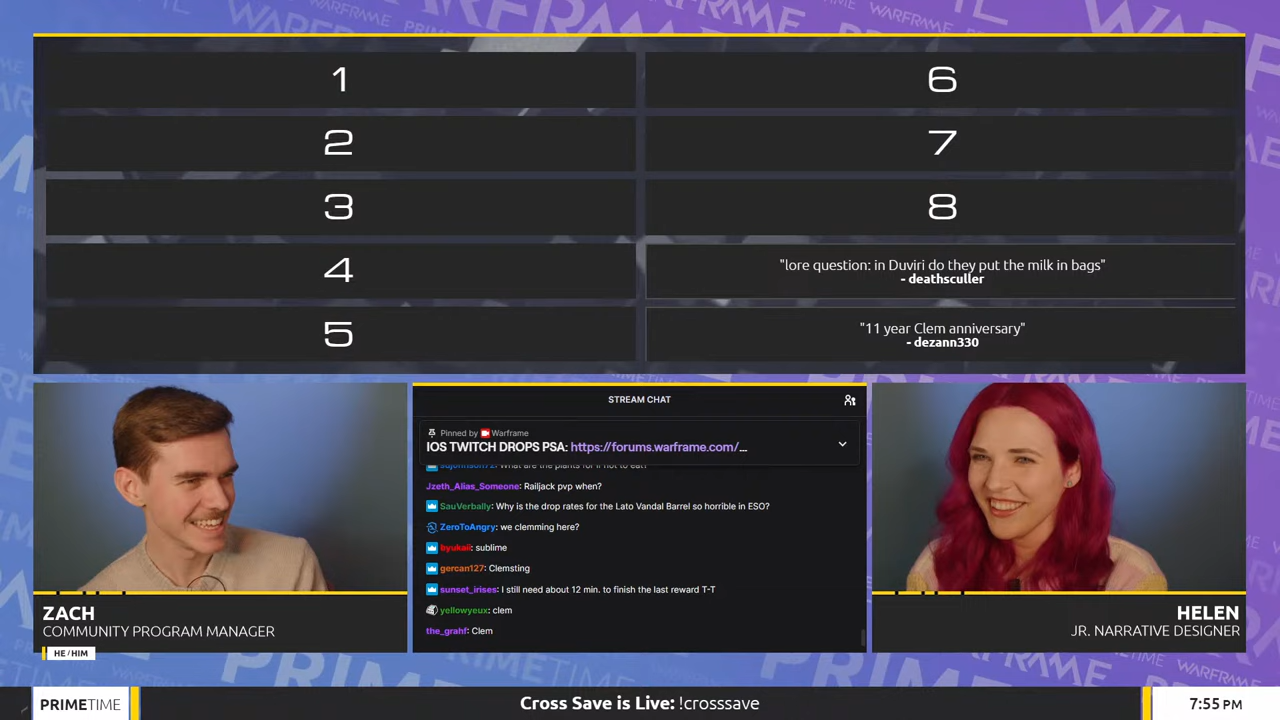 1
2
3
4
5
6
7
8
"lore question: in Duviri do they put the milk in bags"
- deathsculler
"11 year Clem anniversary"
- dezann330
STREAM CHAT
Pinned by Warframe
IOS TWITCH DROPS PSA: https://forums.warframe.com/...
Jzeth_Alias_Someone: Railjack pvp when?
SauVerbally: Why is the drop rates for the Lato Vandal Barrel so horrible in ESO?
ZeroToAngry: we clemming here?
byukaii: sublime
gercan127: Clemsting
sunset_irises: I still need about 12 min. to finish the last reward T-T
yellowyeux: clem
the_grahf: Clem
ZACH
COMMUNITY PROGRAM MANAGER
HE/HIM
HELEN
JR. NARRATIVE DESIGNER
PRIMETIME
Cross Save is Live: !crosssave
7:55 PM